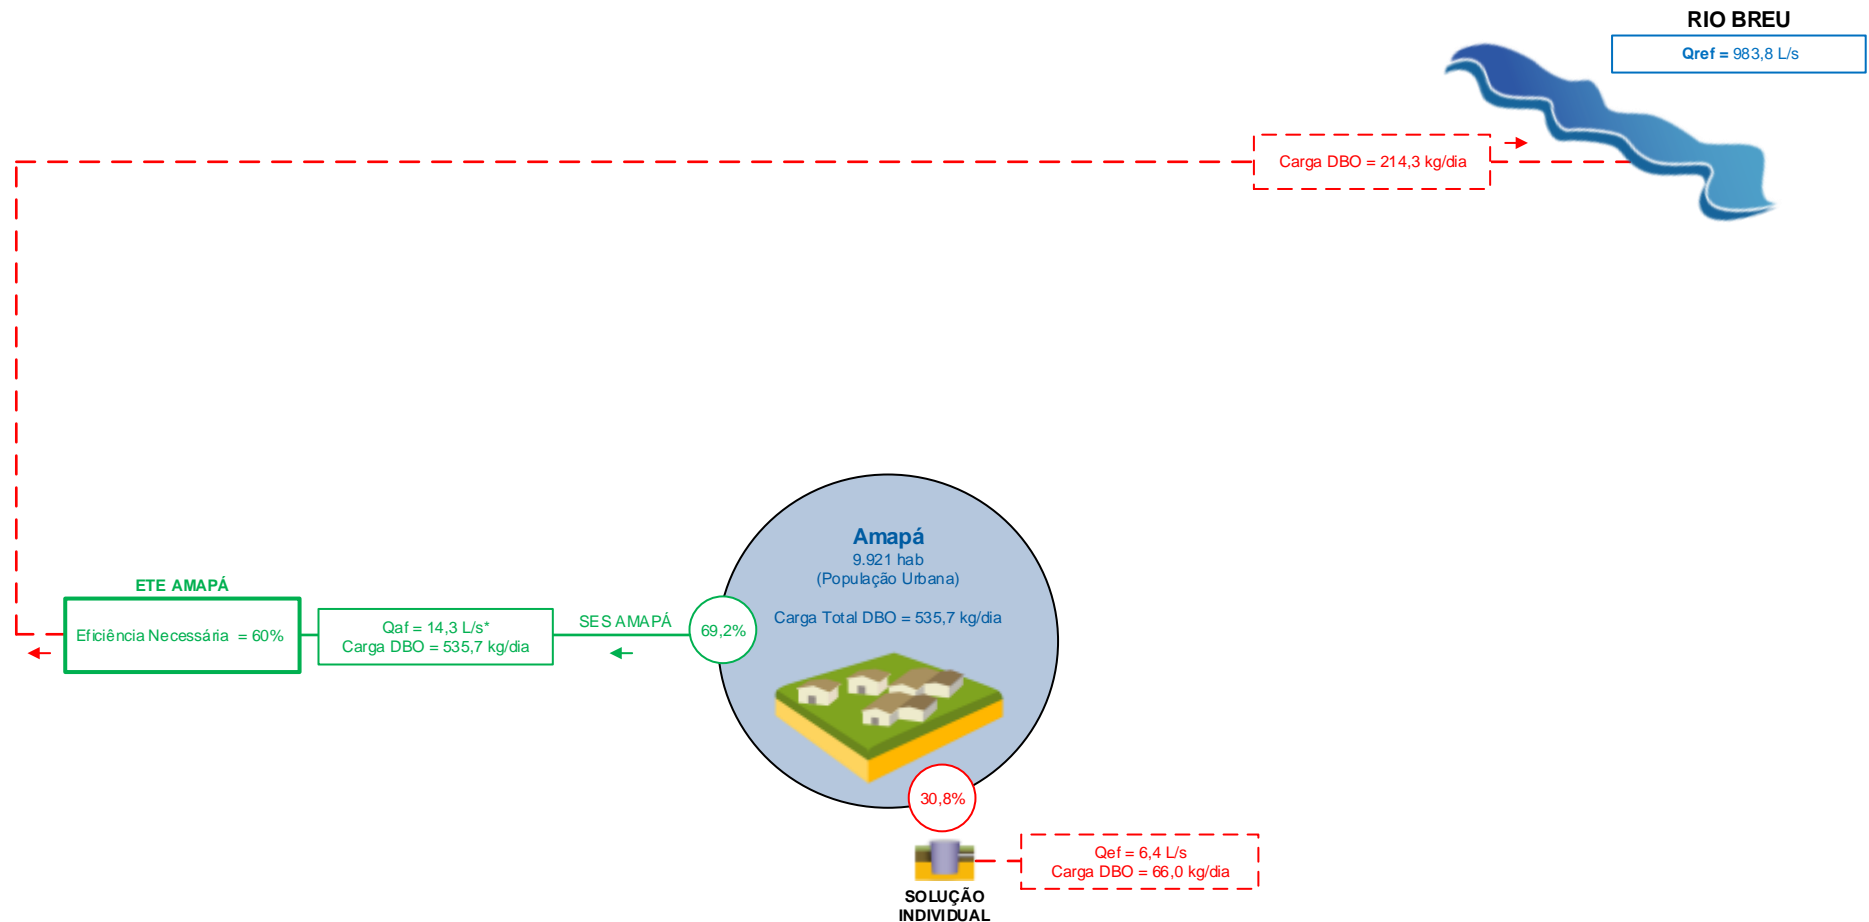 RIO BREU
Qref = 983,8 L/s
Carga DBO = 214,3 kg/dia
Amapá
9.921 hab
(População Urbana)
Carga Total DBO = 535,7 kg/dia
ETE AMAPÁ
Eficiência Necessária = 60%
Qaf = 14,3 L/s*
Carga DBO = 535,7 kg/dia
SES AMAPÁ
69,2%
30,8%
Qef = 6,4 L/s
Carga DBO = 66,0 kg/dia
SOLUÇÃO
INDIVIDUAL